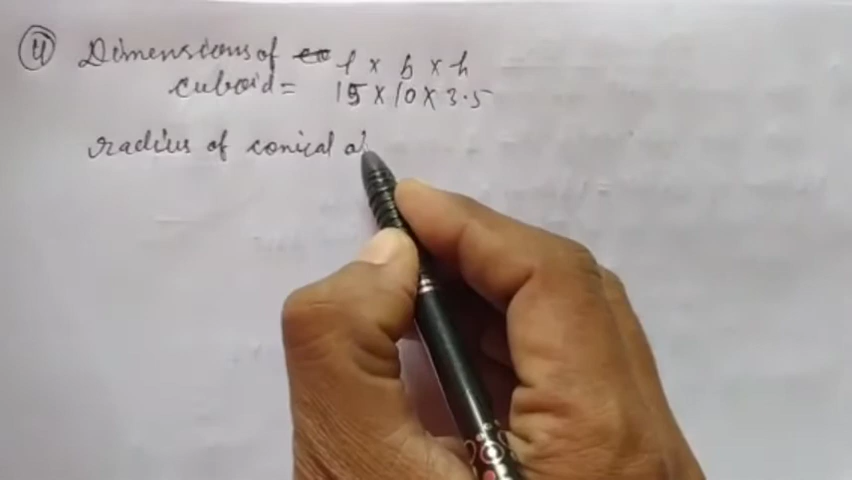 (4) Dimensions of l × b × h
cuboid = 15 × 10 × 3.5
radius of conical